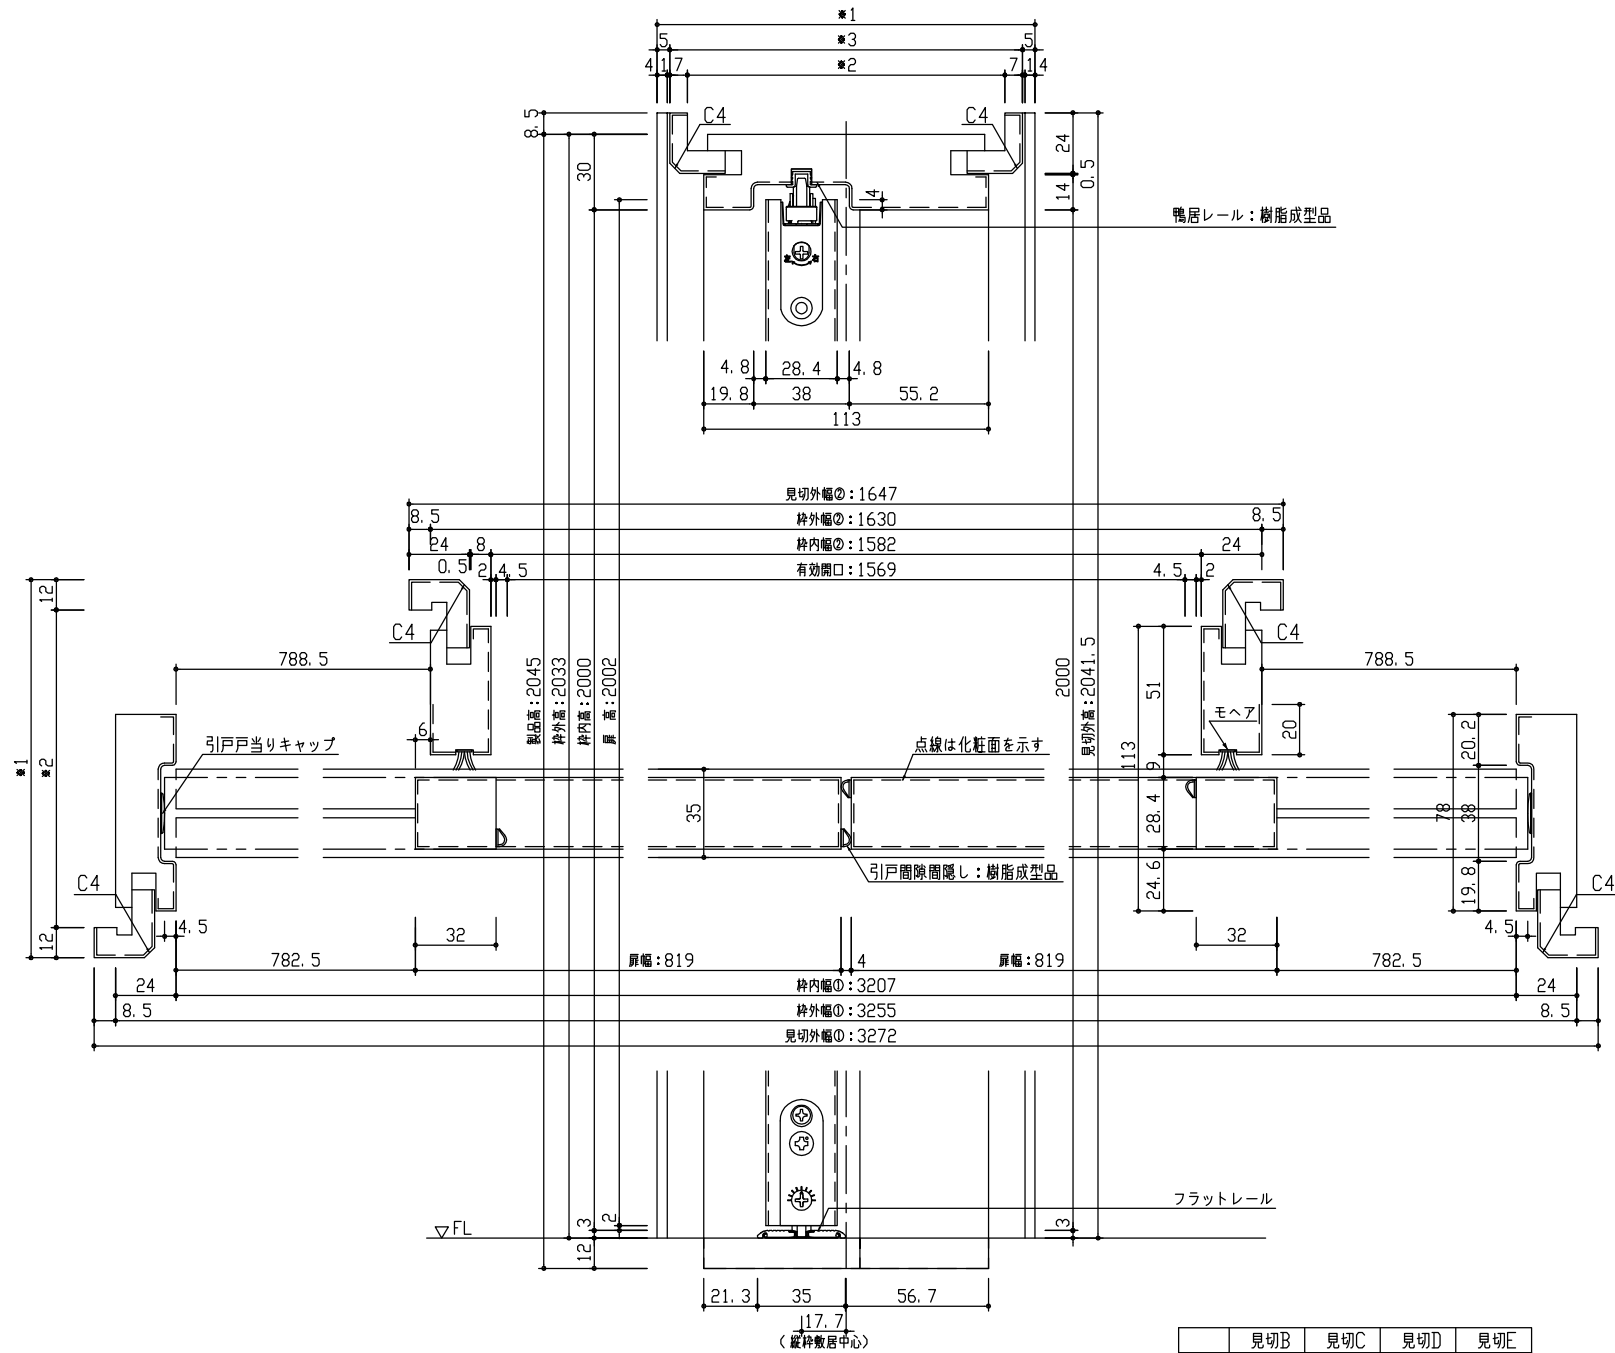 ※1
5 ※3 5
4 1 7 ※2 7 1 4
8.5
C4
C4
24
0.5
30
4
14
鴨居レール:樹脂成型品
4.8 28.4 4.8
19.8 38 55.2
113
見切外幅②:1647
8.5 枠外幅②:1630 8.5
24 8 枠内幅②:1582 24
0.5 2 4.5 有効開口:1569 4.5 2
12
※1
※2
12
C4
C4
788.5
788.5
製品高:2045
枠外高:2033
枠内高:2000
扉 高:2002
2000
見切外高:2041.5
113
51
モヘア
20
6
引戸戸当りキャップ
点線は化粧面を示す
9
35
28.4
24.6
78
20.2
38
19.8
引戸間隙間隠し:樹脂成型品
C4
C4
4.5
4.5
32
32
782.5 扉幅:819 4 扉幅:819 782.5
24 枠内幅①:3207 24
8.5 枠外幅①:3255 8.5
見切外幅①:3272
フラットレール
▽FL
3
2
3
12
21.3 35 56.7
17.7
(縦枠敷居中心)
見切B 見切C 見切D 見切E